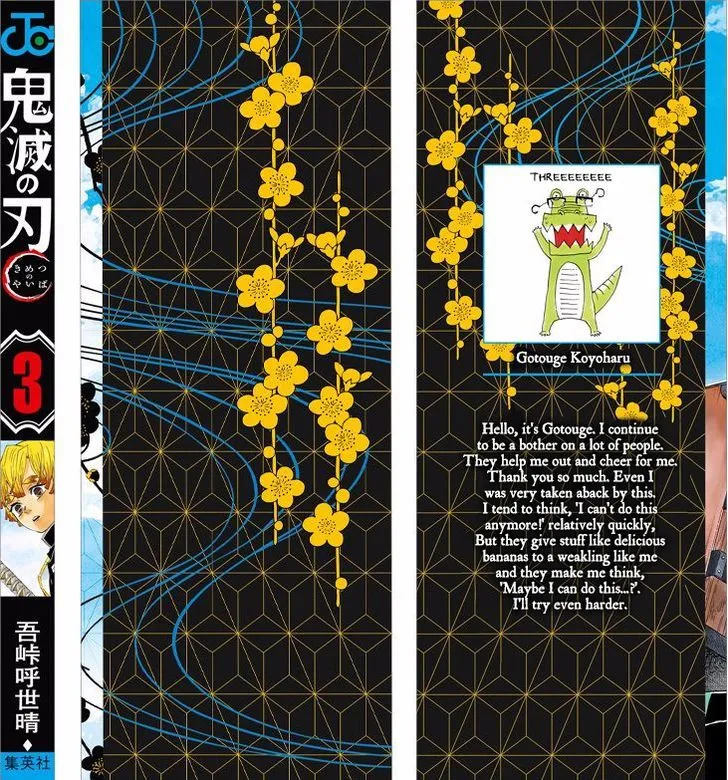 JC
鬼滅の刃
きめつのやいば
3
吾峠呼世晴
集英社
THREEEEEEEE
Gotouge Koyoharu
Hello, it's Gotouge. I continue
to be a bother on a lot of people.
They help me out and cheer for me.
Thank you so much. Even I
was very taken aback by this.
I tend to think, 'I can't do this
anymore!' relatively quickly,
But they give stuff like delicious
bananas to a weakling like me
and they make me think,
'Maybe I can do this...?'.
I'll try even harder.